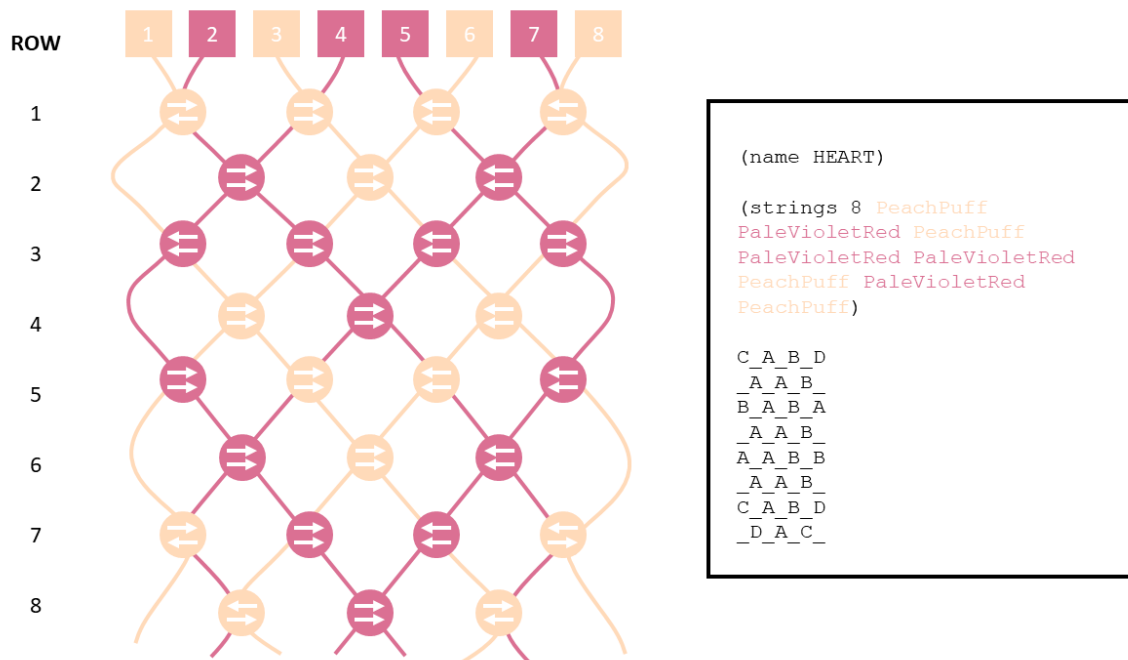 ROW 1 2 3 4 5 6 7 8
1
2
3
4
5
6
7
8
(name HEART)
(strings 8 PeachPuff
PaleVioletRed PeachPuff
PaleVioletRed PaleVioletRed
PeachPuff PaleVioletRed
PeachPuff)
C_A_B_D
_A_A_B_
B_A_B_A
_A_A_B_
A_A_B_B
_A_A_B_
C_A_B_D
_D_A_C_